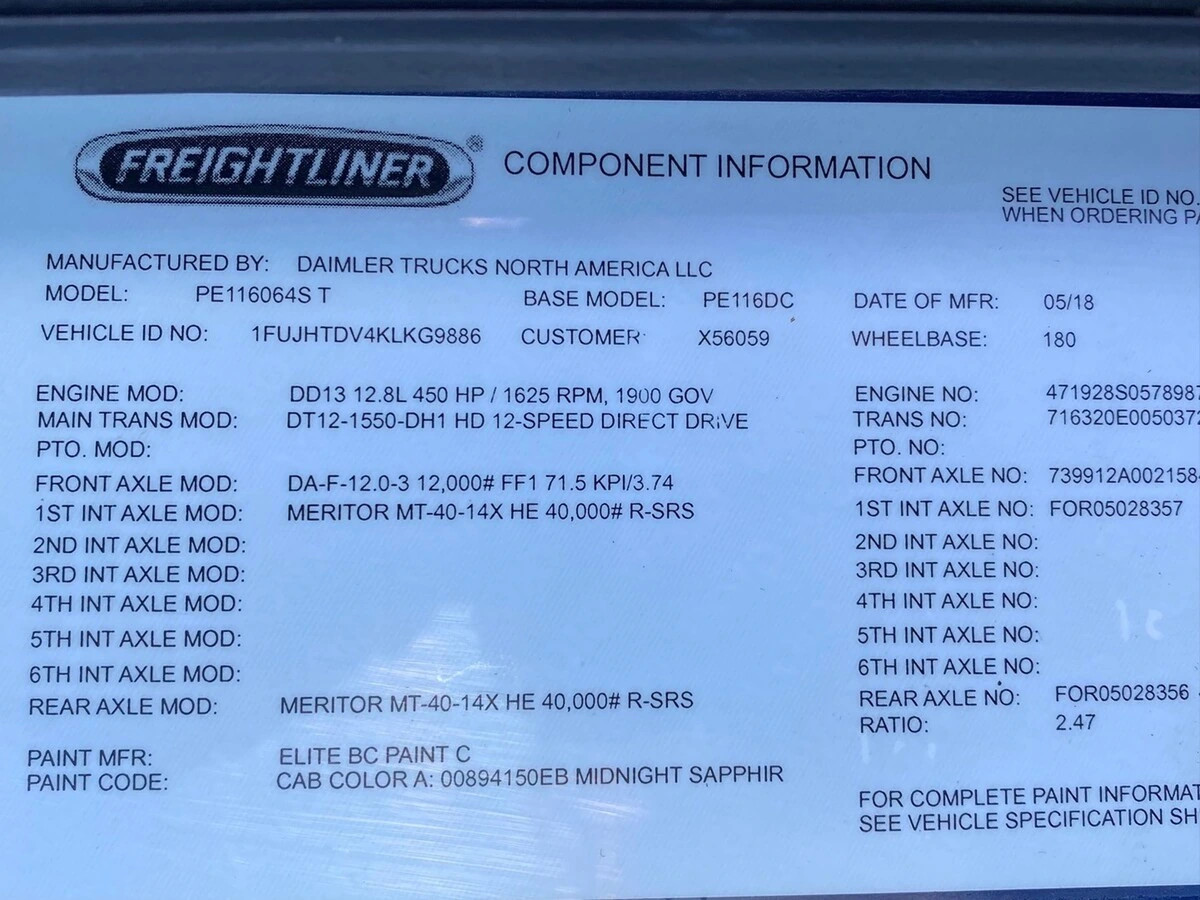 FREIGHTLINER ® COMPONENT INFORMATION
SEE VEHICLE ID NO.
WHEN ORDERING
MANUFACTURED BY: DAIMLER TRUCKS NORTH AMERICA LLC
MODEL: PE116064S T BASE MODEL: PE116DC DATE OF MFR: 05/18
VEHICLE ID NO: 1FUJHTDV4KLKG9886 CUSTOMER: X56059 WHEELBASE: 180
ENGINE MOD: DD13 12.8L 450 HP / 1625 RPM, 1900 GOV ENGINE NO: 471928S0578987
MAIN TRANS MOD: DT12-1550-DH1 HD 12-SPEED DIRECT DRIVE TRANS NO: 716320E0050372
PTO. MOD: PTO. NO:
FRONT AXLE MOD: DA-F-12.0-3 12,000# FF1 71.5 KPI/3.74 FRONT AXLE NO: 739912A0021584
1ST INT AXLE MOD: MERITOR MT-40-14X HE 40,000# R-SRS 1ST INT AXLE NO: FOR05028357
2ND INT AXLE MOD: 2ND INT AXLE NO:
3RD INT AXLE MOD: 3RD INT AXLE NO:
4TH INT AXLE MOD: 4TH INT AXLE NO:
5TH INT AXLE MOD: 5TH INT AXLE NO:
6TH INT AXLE MOD: 6TH INT AXLE NO:
REAR AXLE MOD: MERITOR MT-40-14X HE 40,000# R-SRS REAR AXLE NO: FOR05028356
RATIO: 2.47
PAINT MFR: ELITE BC PAINT C
PAINT CODE: CAB COLOR A: 00894150EB MIDNIGHT SAPPHIR
FOR COMPLETE PAINT
SEE VEHICLE SPECIFICATION